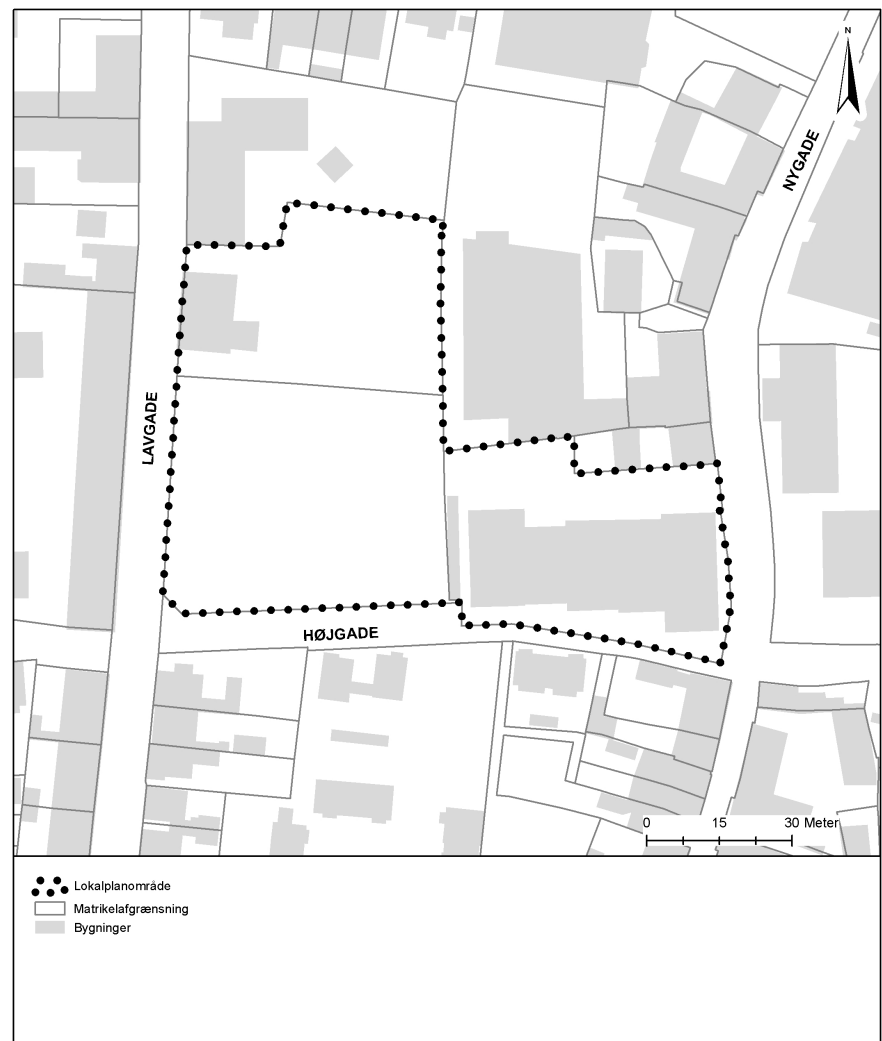 N
NYGADE
LAVGADE
HØJGADE
0 15 30 Meter
Lokalplanområde
Matrikelafgrænsning
Bygninger